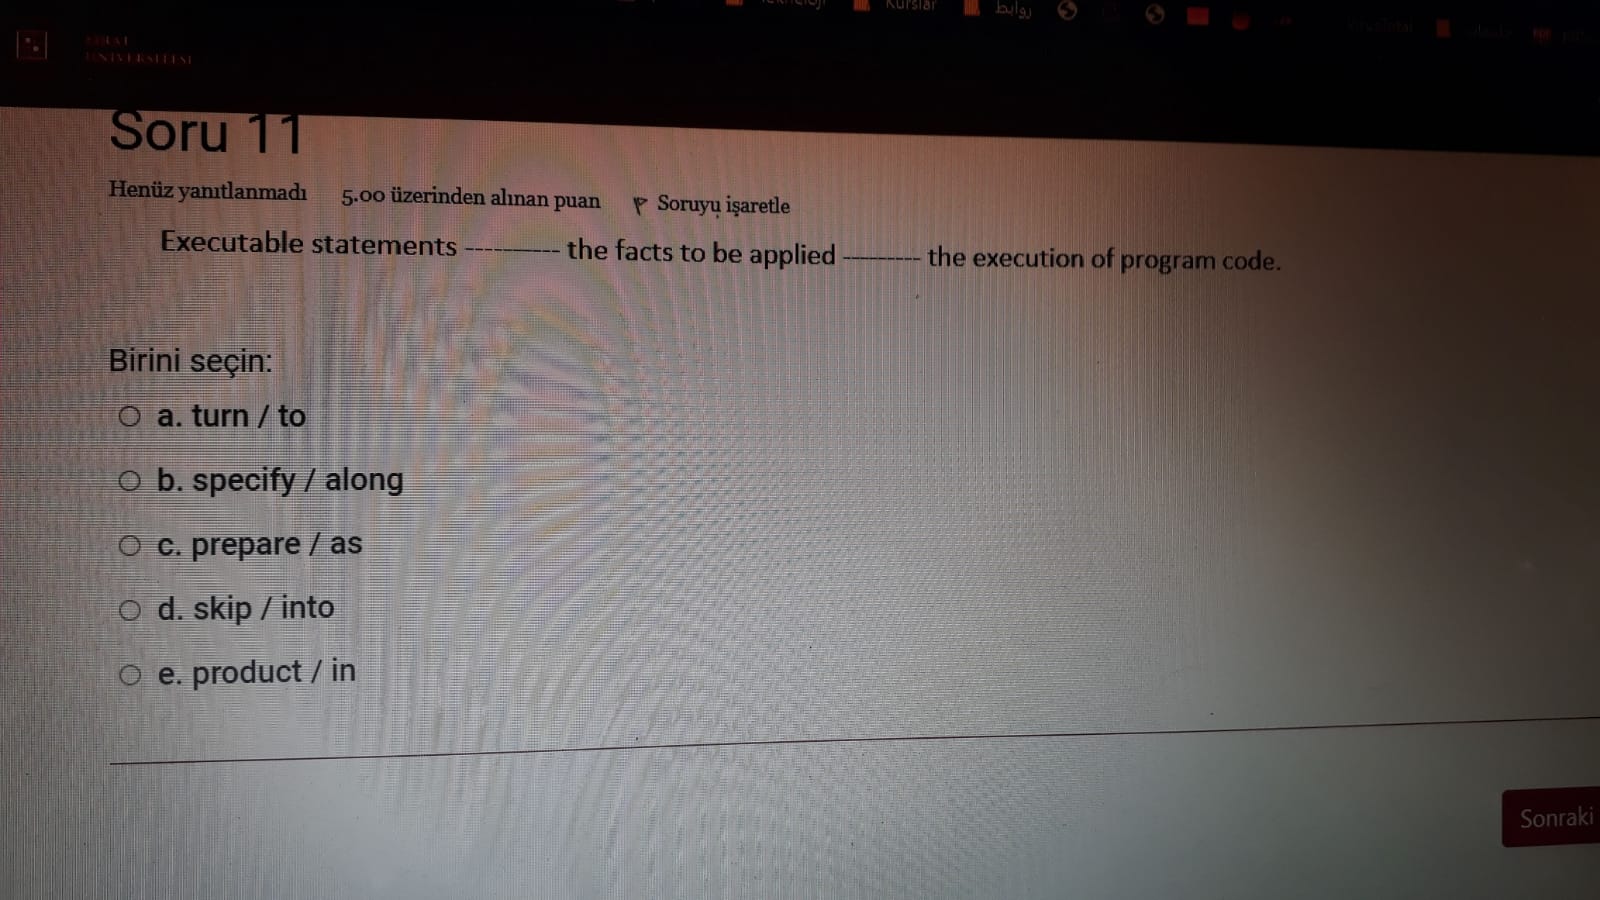 Kurslar
روابط
FIRAT
ÜNİVERSİTESİ
Soru 11
Henüz yanıtlanmadı 5.00 üzerinden alınan puan Soruyu işaretle
Executable statements ---------- the facts to be applied --------- the execution of program code.
Birini seçin:
a. turn / to
b. specify / along
c. prepare / as
d. skip / into
e. product / in
Sonraki